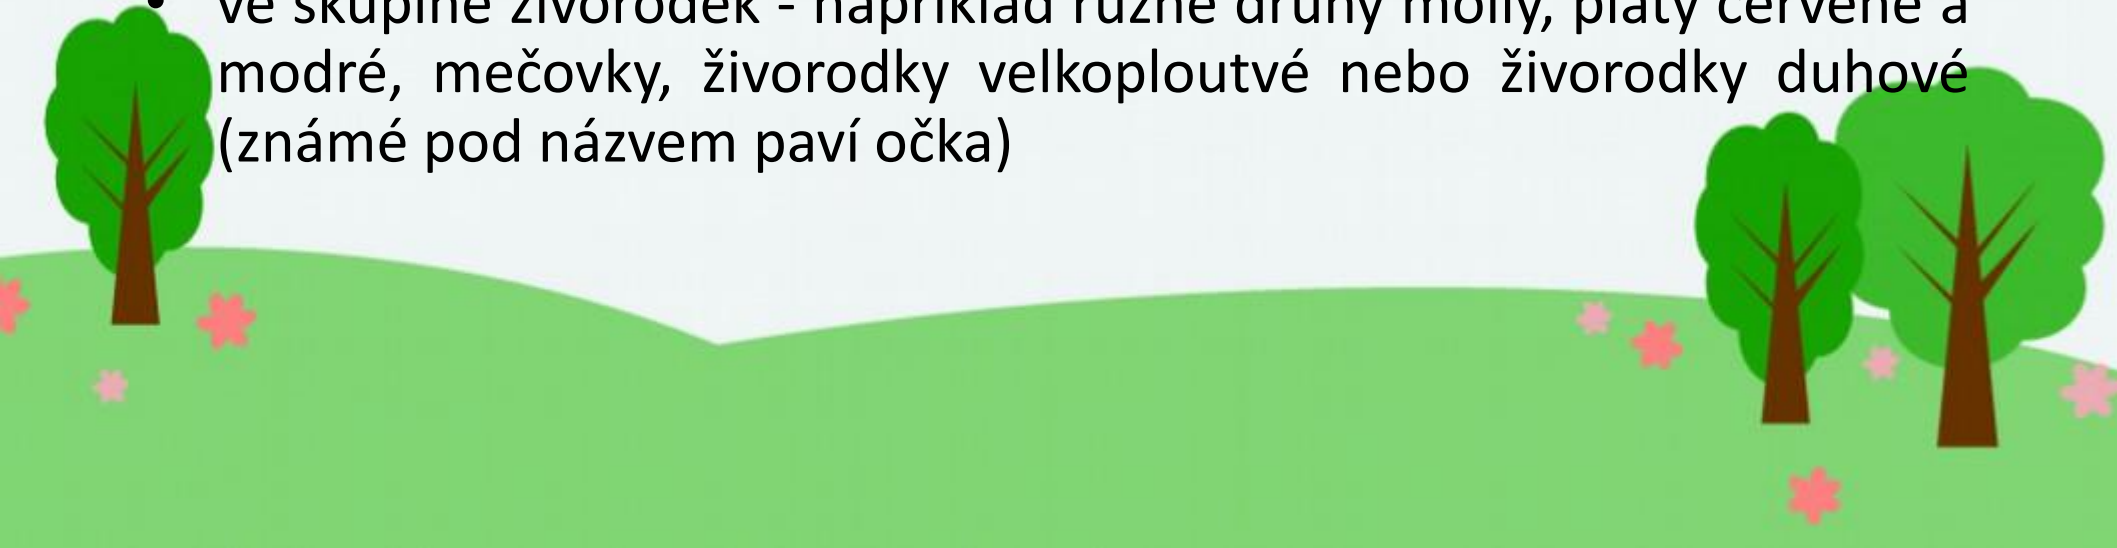 • ve skupině živorodek - například různé druhy molly, platy červené a
modré, mečovky, živorodky velkoploutvé nebo živorodky duhové
(známé pod názvem paví očka)